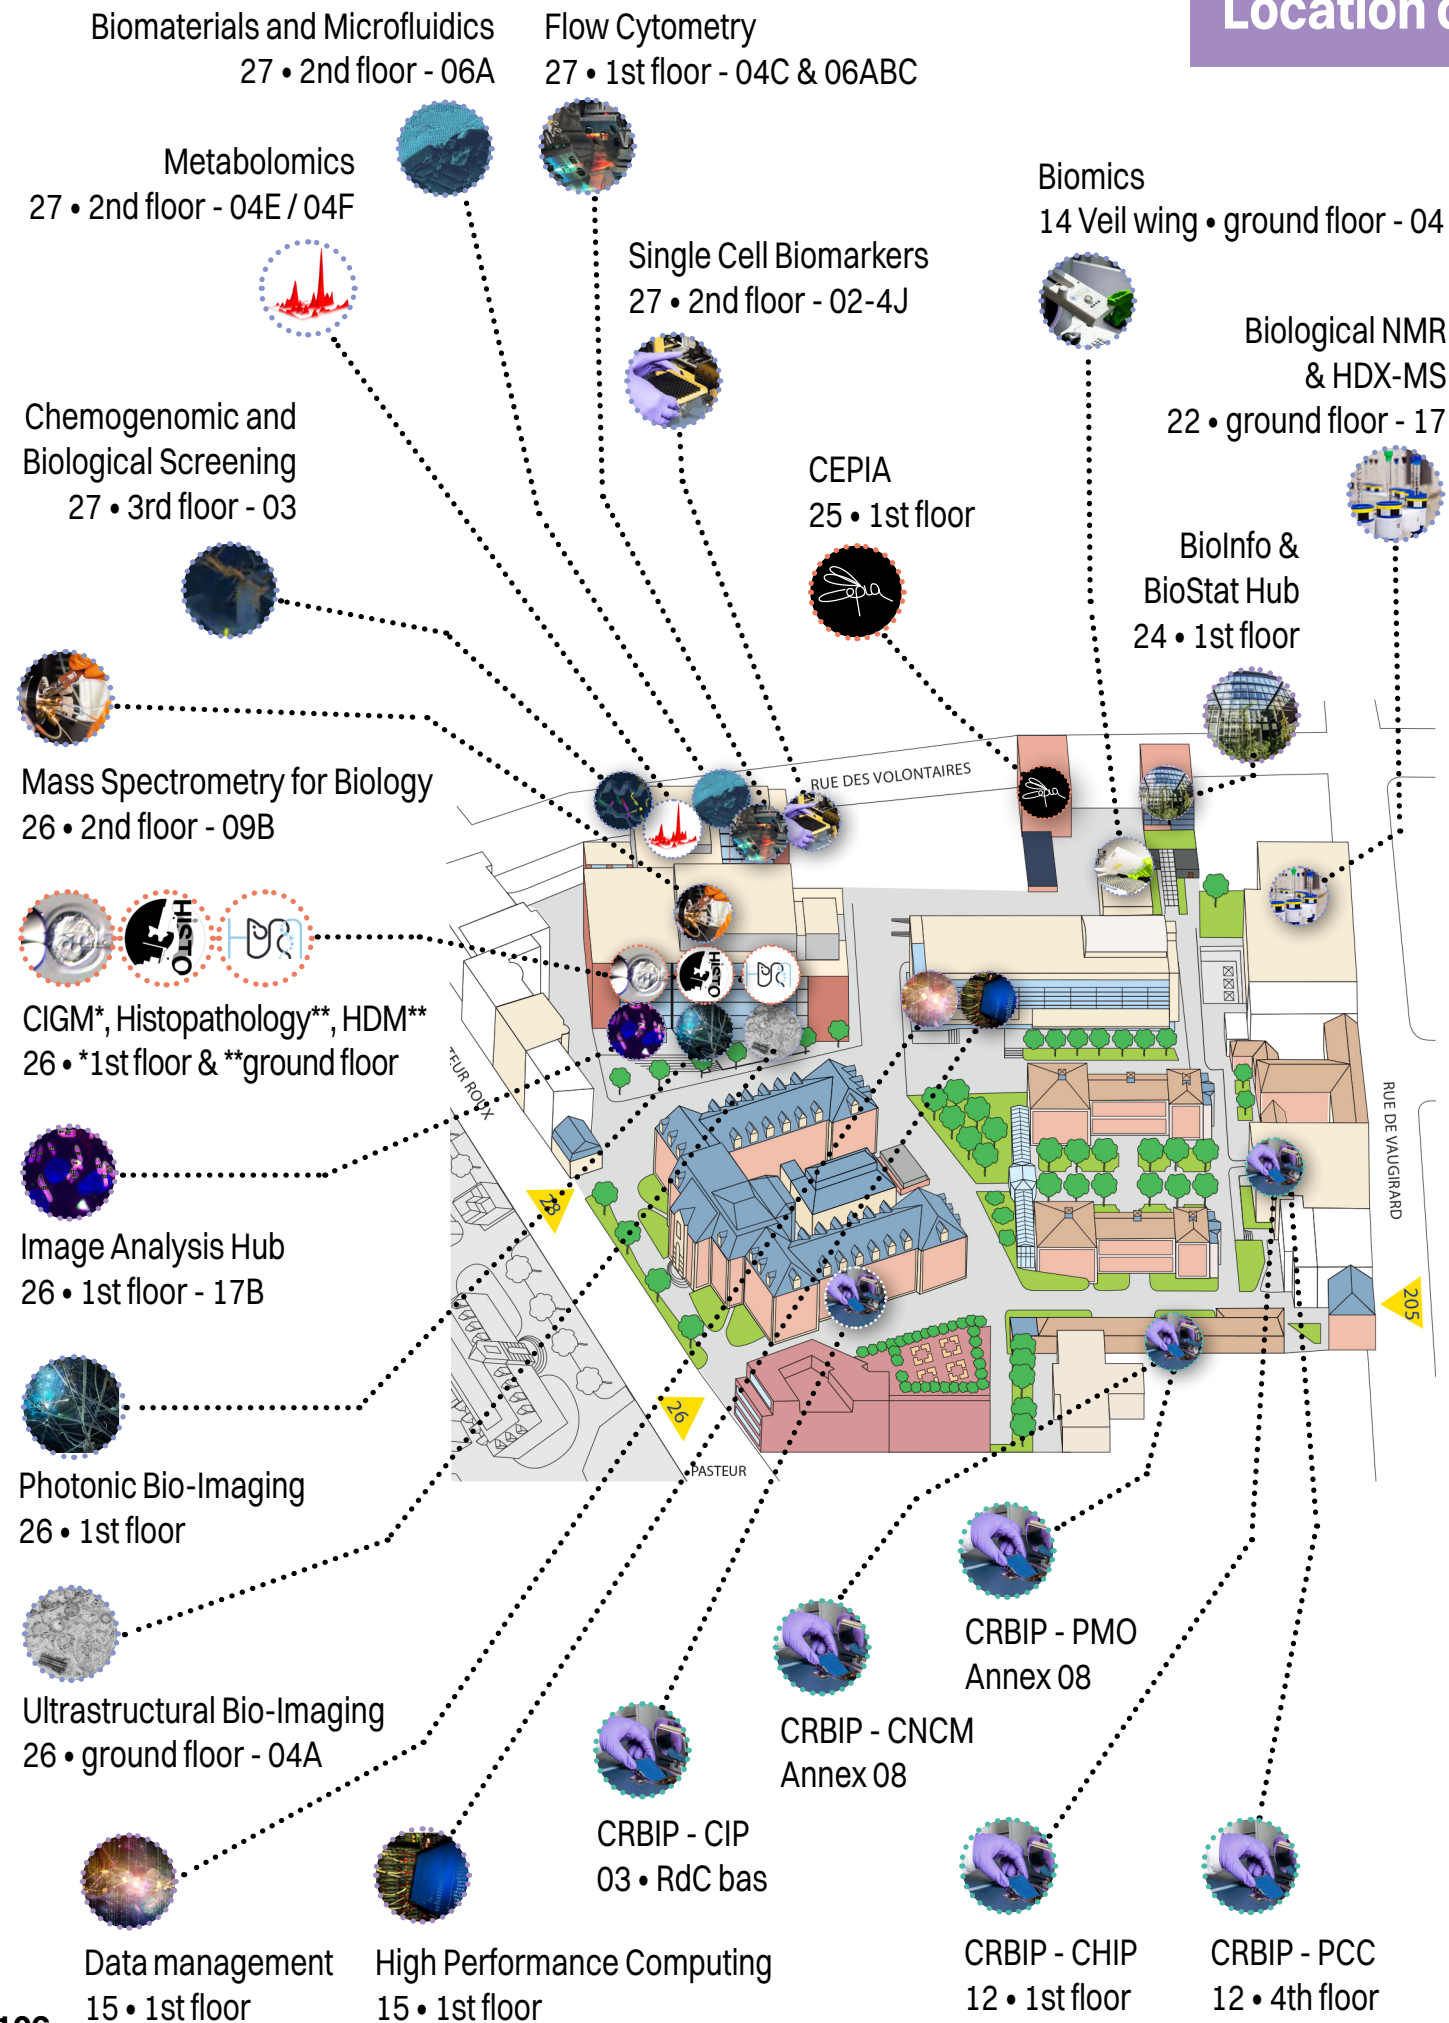 Location
Biomaterials and Microfluidics
27 • 2nd floor - 06A
Flow Cytometry
27 • 1st floor - 04C & 06ABC
Metabolomics
27 • 2nd floor - 04E / 04F
Biomics
14 Veil wing • ground floor - 04
Single Cell Biomarkers
27 • 2nd floor - 02-4J
Biological NMR
& HDX-MS
22 • ground floor - 17
Chemogenomic and
Biological Screening
27 • 3rd floor - 03
CEPIA
25 • 1st floor
Cepia
BioInfo &
BioStat Hub
24 • 1st floor
Mass Spectrometry for Biology
26 • 2nd floor - 09B
RUE DES VOLONTAIRES
Cepia
HiSTO
CIGM*, Histopathology**, HDM**
26 • *1st floor & **ground floor
HiSTO
TEUR ROUX
RUE DE VAUGIRARD
Image Analysis Hub
26 • 1st floor - 17B
28
205
26
PASTEUR
Photonic Bio-Imaging
26 • 1st floor
Ultrastructural Bio-Imaging
26 • ground floor - 04A
CRBIP - PMO
Annex 08
CRBIP - CNCM
Annex 08
CRBIP - CIP
03 • RdC bas
Data management
15 • 1st floor
High Performance Computing
15 • 1st floor
CRBIP - CHIP
12 • 1st floor
CRBIP - PCC
12 • 4th floor